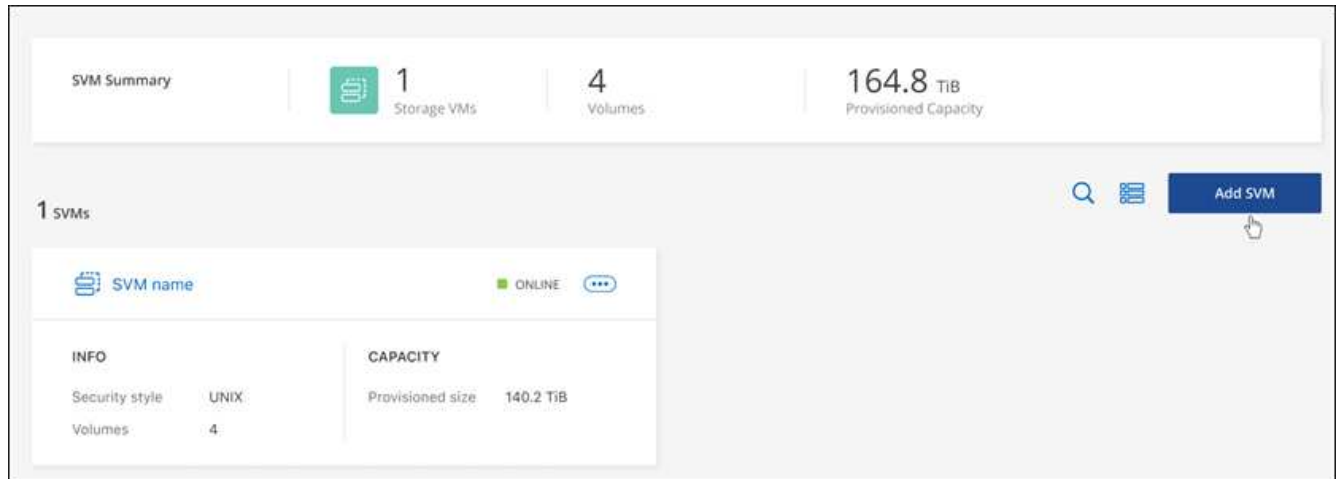 SVM Summary
1
Storage VMs
4
Volumes
164.8 TiB
Provisioned Capacity
1 SVMs
Add SVM
SVM name
ONLINE
INFO
CAPACITY
Security style UNIX
Provisioned size 140.2 TiB
Volumes 4